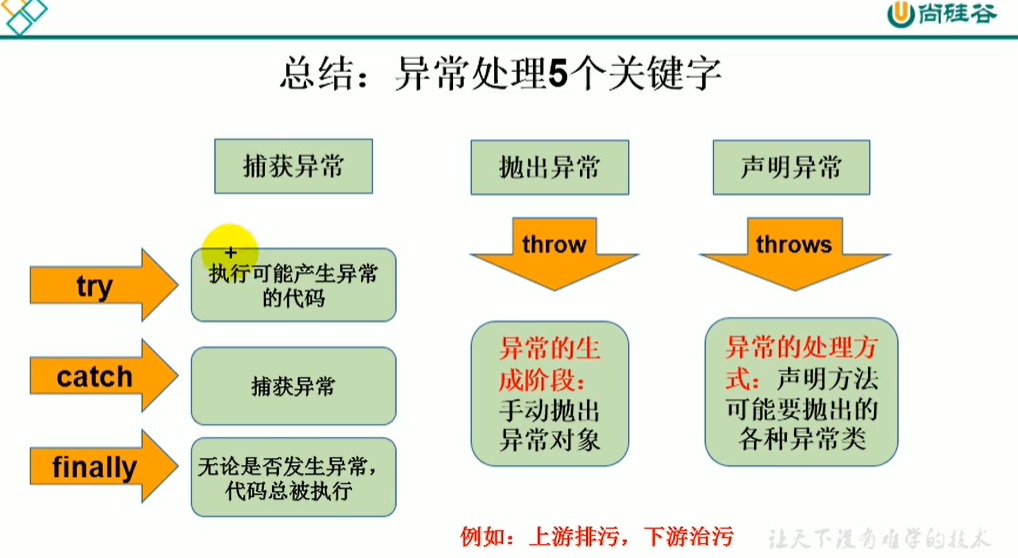 尚硅谷
总结：异常处理5个关键字
捕获异常
抛出异常
声明异常
throw
throws
try
执行可能产生异常
的代码
catch
捕获异常
finally
无论是否发生异常，
代码总被执行
异常的生
成阶段：
手动抛出
异常对象
异常的处理方
式：声明方法
可能要抛出的
各种异常类
例如：上游排污，下游治污
让天下没有难学的技术